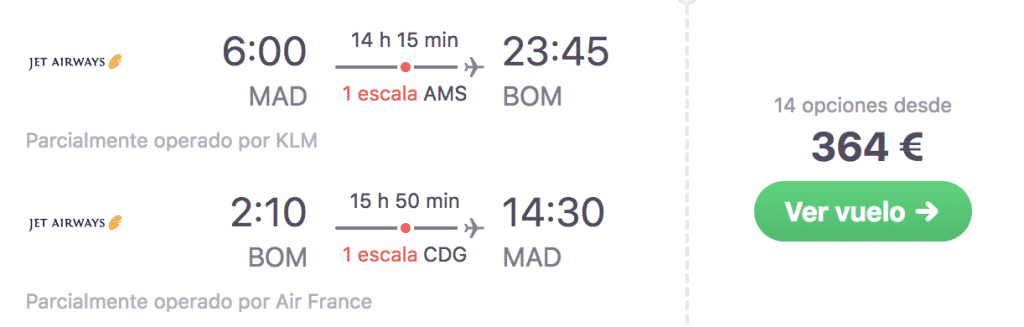 JET AIRWAYS
6:00 14 h 15 min 23:45
MAD 1 escala AMS BOM
Parcialmente operado por KLM
JET AIRWAYS
2:10 15 h 50 min 14:30
BOM 1 escala CDG MAD
Parcialmente operado por Air France
14 opciones desde
364 €
Ver vuelo →